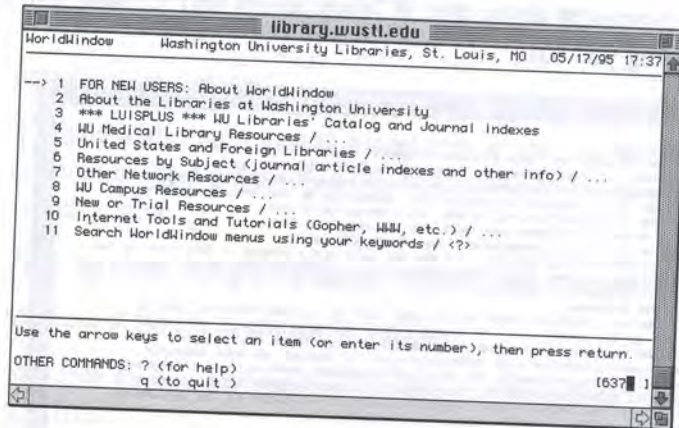 library.wustl.edu
WorldWindow Washington University Libraries, St. Louis, MO 05/17/95 17:37
--> 1 FOR NEW USERS: About WorldWindow
2 About the Libraries at Washington University
3 *** LUISPLUS *** WU Libraries' Catalog and Journal Indexes
4 WU Medical Library Resources / ...
5 United States and Foreign Libraries / ...
6 Resources by Subject (journal article indexes and other info) / ...
7 Other Network Resources / ...
8 WU Campus Resources / ...
9 New or Trial Resources / ...
10 Internet Tools and Tutorials (Gopher, WWW, etc.) / ...
11 Search WorldWindow menus using your keywords / <?>
Use the arrow keys to select an item (or enter its number), then press return.
OTHER COMMANDS: ? (for help) [637 ]
q (to quit )